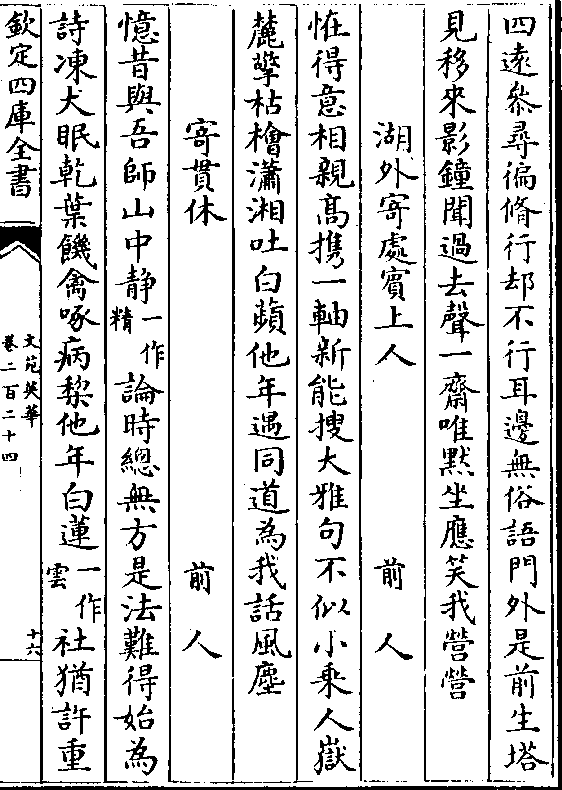 四遠叅尋徧脩行却不行耳邊無俗語門外是前生塔
見移來影鐘聞過去聲一齋唯黙坐應笑我營營
湖外寄處賓上人 前人
恠得意相親髙携一軸新能搜大雅句不似小乗人嶽
麓擎枯檜瀟湘吐白蘋他年遇同道為我話風塵
寄貫休 前人
憶昔與吾師山中静一作精論時總無方是法難得始為
詩凍犬眠乾葉饑禽啄病棃他年白蓮一作雲社猶許重
欽定四庫全書
文苑英華
卷二百二十四
十六